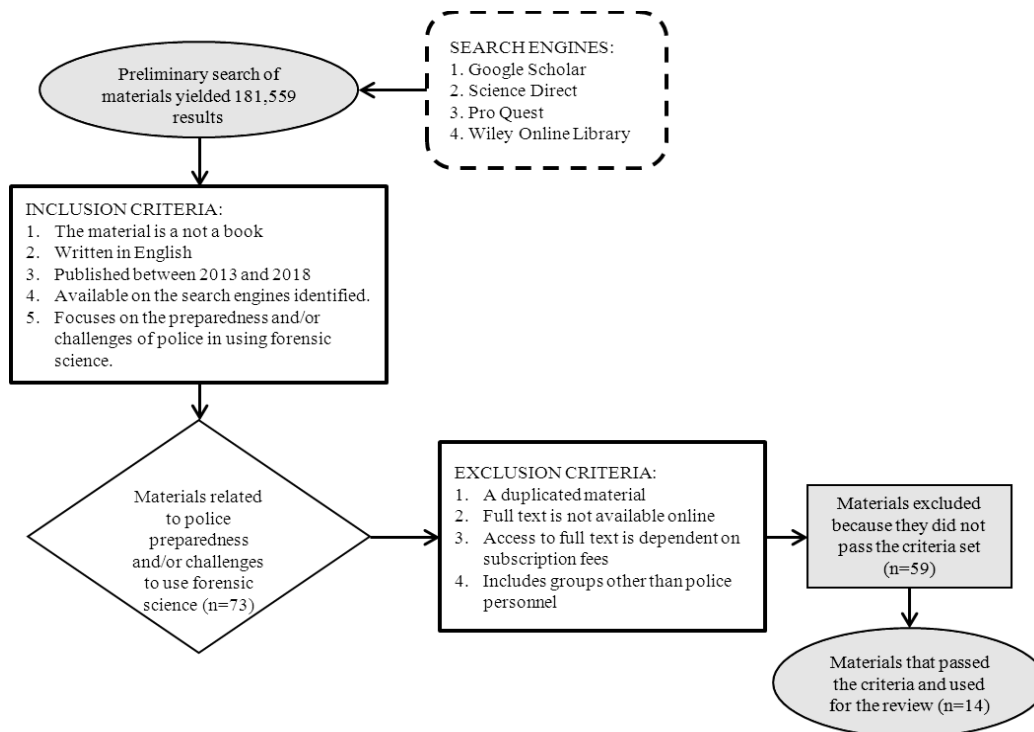 Preliminary search of
materials yielded 181,559
results
SEARCH ENGINES:
1. Google Scholar
2. Science Direct
3. Pro Quest
4. Wiley Online Library
INCLUSION CRITERIA:
1. The material is a not a book
2. Written in English
3. Published between 2013 and 2018
4. Available on the search engines identified.
5. Focuses on the preparedness and/or
challenges of police in using forensic
science.
Materials related
to police
preparedness
and/or challenges
to use forensic
science (n=73)
EXCLUSION CRITERIA:
1. A duplicated material
2. Full text is not available online
3. Access to full text is dependent on
subscription fees
4. Includes groups other than police
personnel
Materials excluded
because they did not
pass the criteria set
(n=59)
Materials that passed
the criteria and used
for the review (n=14)